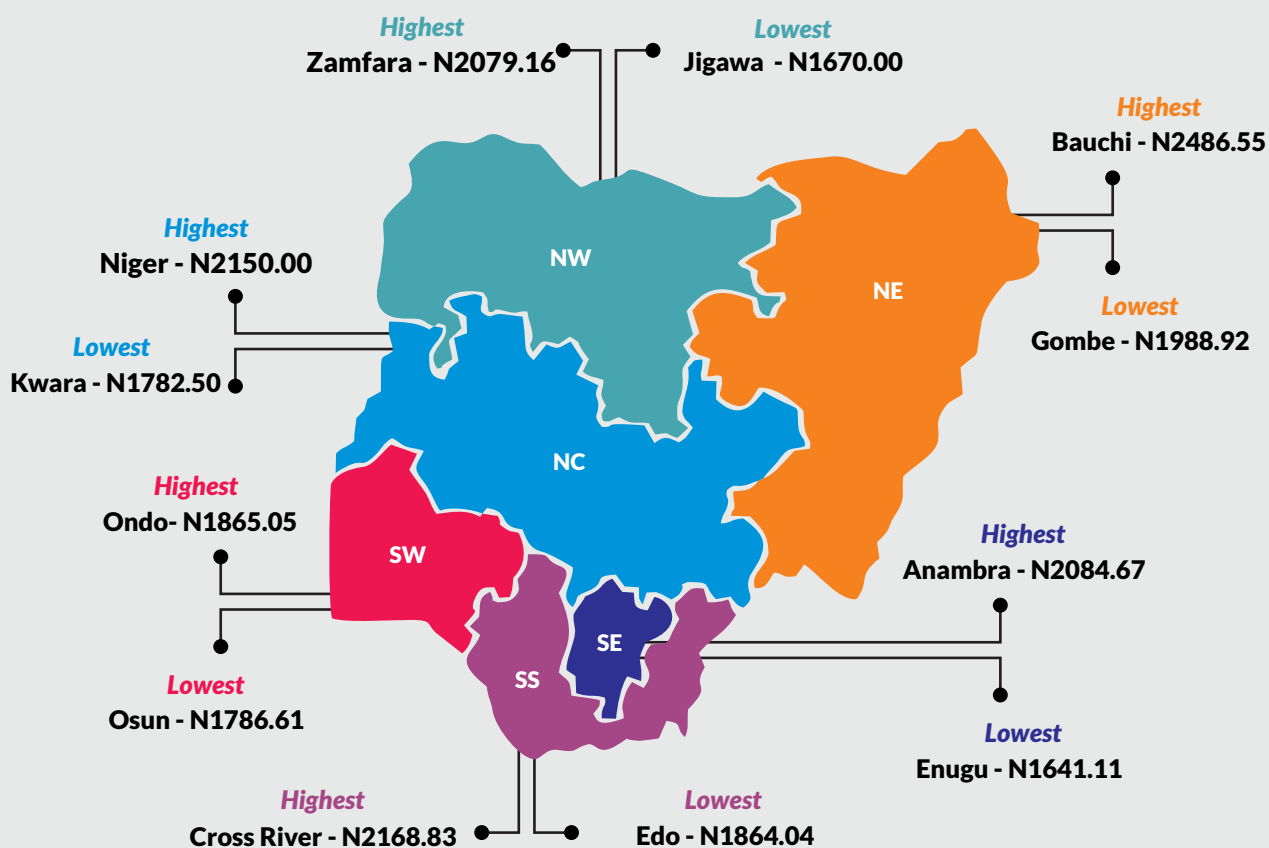 Highest
Zamfara - N2079.16
Lowest
Jigawa - N1670.00
Highest
Bauchi - N2486.55
Highest
Niger - N2150.00
NW
NE
Lowest
Gombe - N1988.92
Lowest
Kwara - N1782.50
NC
Highest
Ondo- N1865.05
SW
Highest
Anambra - N2084.67
SE
SS
Lowest
Osun - N1786.61
Lowest
Enugu - N1641.11
Highest
Cross River - N2168.83
Lowest
Edo - N1864.04